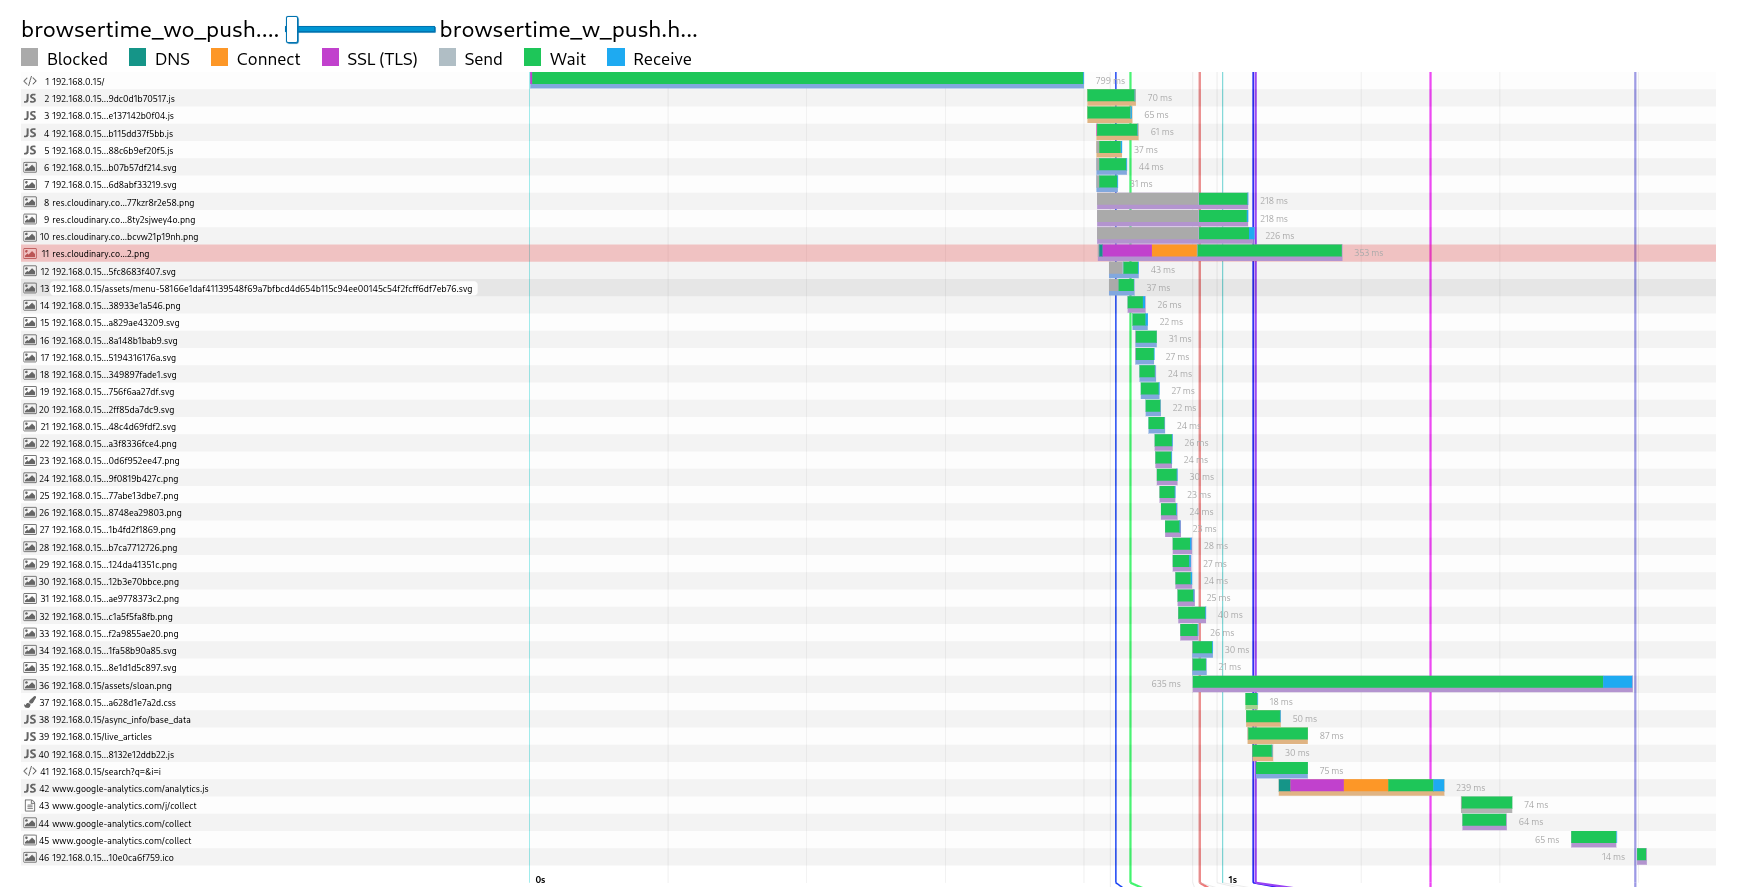 browsertime_wo_push.... browsertime_w_push.h...
Blocked DNS Connect SSL (TLS) Send Wait Receive
1 192.168.0.15/ 799 ms
JS 2 192.168.0.15...9dc0d1b70517.js 70 ms
JS 3 192.168.0.15...e137142b0f04.js 65 ms
JS 4 192.168.0.15...b115dd37f5bb.js 61 ms
JS 5 192.168.0.15...88c6b9ef20f5.js 37 ms
6 192.168.0.15...b07b57df214.svg 44 ms
7 192.168.0.15...6d8abf33219.svg 31 ms
8 res.cloudinary.co...77kzr8r2e58.png 218 ms
9 res.cloudinary.co...8ty2sjwey4o.png 218 ms
10 res.cloudinary.co...bcvw21p19nh.png 226 ms
11 res.cloudinary.co...2.png 353 ms
12 192.168.0.15...5fc8683f407.svg 43 ms
13 192.168.0.15/assets/menu-58166e1daf41139548f69a7bfbcd4d654b115c94ee00145c54f2fcff6df7eb76.svg 37 ms
14 192.168.0.15...38933e1a546.png 26 ms
15 192.168.0.15...a829ae43209.svg 22 ms
16 192.168.0.15...8a148b1bab9.svg 31 ms
17 192.168.0.15...5194316176a.svg 27 ms
18 192.168.0.15...349897fade1.svg 24 ms
19 192.168.0.15...756f6aa27df.svg 27 ms
20 192.168.0.15...2ff85da7dc9.svg 22 ms
21 192.168.0.15...48c4d69fdf2.svg 24 ms
22 192.168.0.15...a3f8336fce4.png 26 ms
23 192.168.0.15...0d6f952ee47.png 24 ms
24 192.168.0.15...9f0819b427c.png 30 ms
25 192.168.0.15...77abe13dbe7.png 23 ms
26 192.168.0.15...8748ea29803.png 24 ms
27 192.168.0.15...1b4fd2f1869.png 23 ms
28 192.168.0.15...b7ca7712726.png 28 ms
29 192.168.0.15...124da41351c.png 27 ms
30 192.168.0.15...12b3e70bbce.png 24 ms
31 192.168.0.15...ae9778373c2.png 25 ms
32 192.168.0.15...c1a5f5fa8fb.png 40 ms
33 192.168.0.15...f2a9855ae20.png 26 ms
34 192.168.0.15...1fa58b90a85.svg 30 ms
35 192.168.0.15...8e1d1d5c897.svg 21 ms
36 192.168.0.15/assets/sloan.png 635 ms
37 192.168.0.15...a628d1e7a2d.css 18 ms
JS 38 192.168.0.15/async_info/base_data 50 ms
JS 39 192.168.0.15/live_articles 87 ms
JS 40 192.168.0.15...8132e12ddb22.js 30 ms
41 192.168.0.15/search?q=&i=i 75 ms
JS 42 www.google-analytics.com/analytics.js 239 ms
43 www.google-analytics.com/j/collect 74 ms
44 www.google-analytics.com/collect 64 ms
45 www.google-analytics.com/collect 65 ms
46 192.168.0.15...10e0ca6f759.ico 14 ms
0s 1s